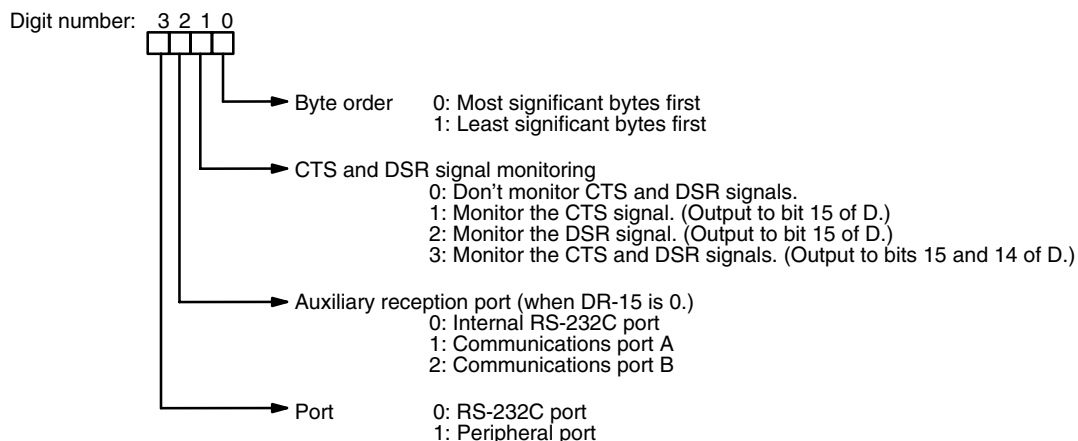 Digit number: 3 2 1 0
Byte order 0: Most significant bytes first
1: Least significant bytes first
CTS and DSR signal monitoring
0: Don't monitor CTS and DSR signals.
1: Monitor the CTS signal. (Output to bit 15 of D.)
2: Monitor the DSR signal. (Output to bit 15 of D.)
3: Monitor the CTS and DSR signals. (Output to bits 15 and 14 of D.)
Auxiliary reception port (when DR-15 is 0.)
0: Internal RS-232C port
1: Communications port A
2: Communications port B
Port 0: RS-232C port
1: Peripheral port